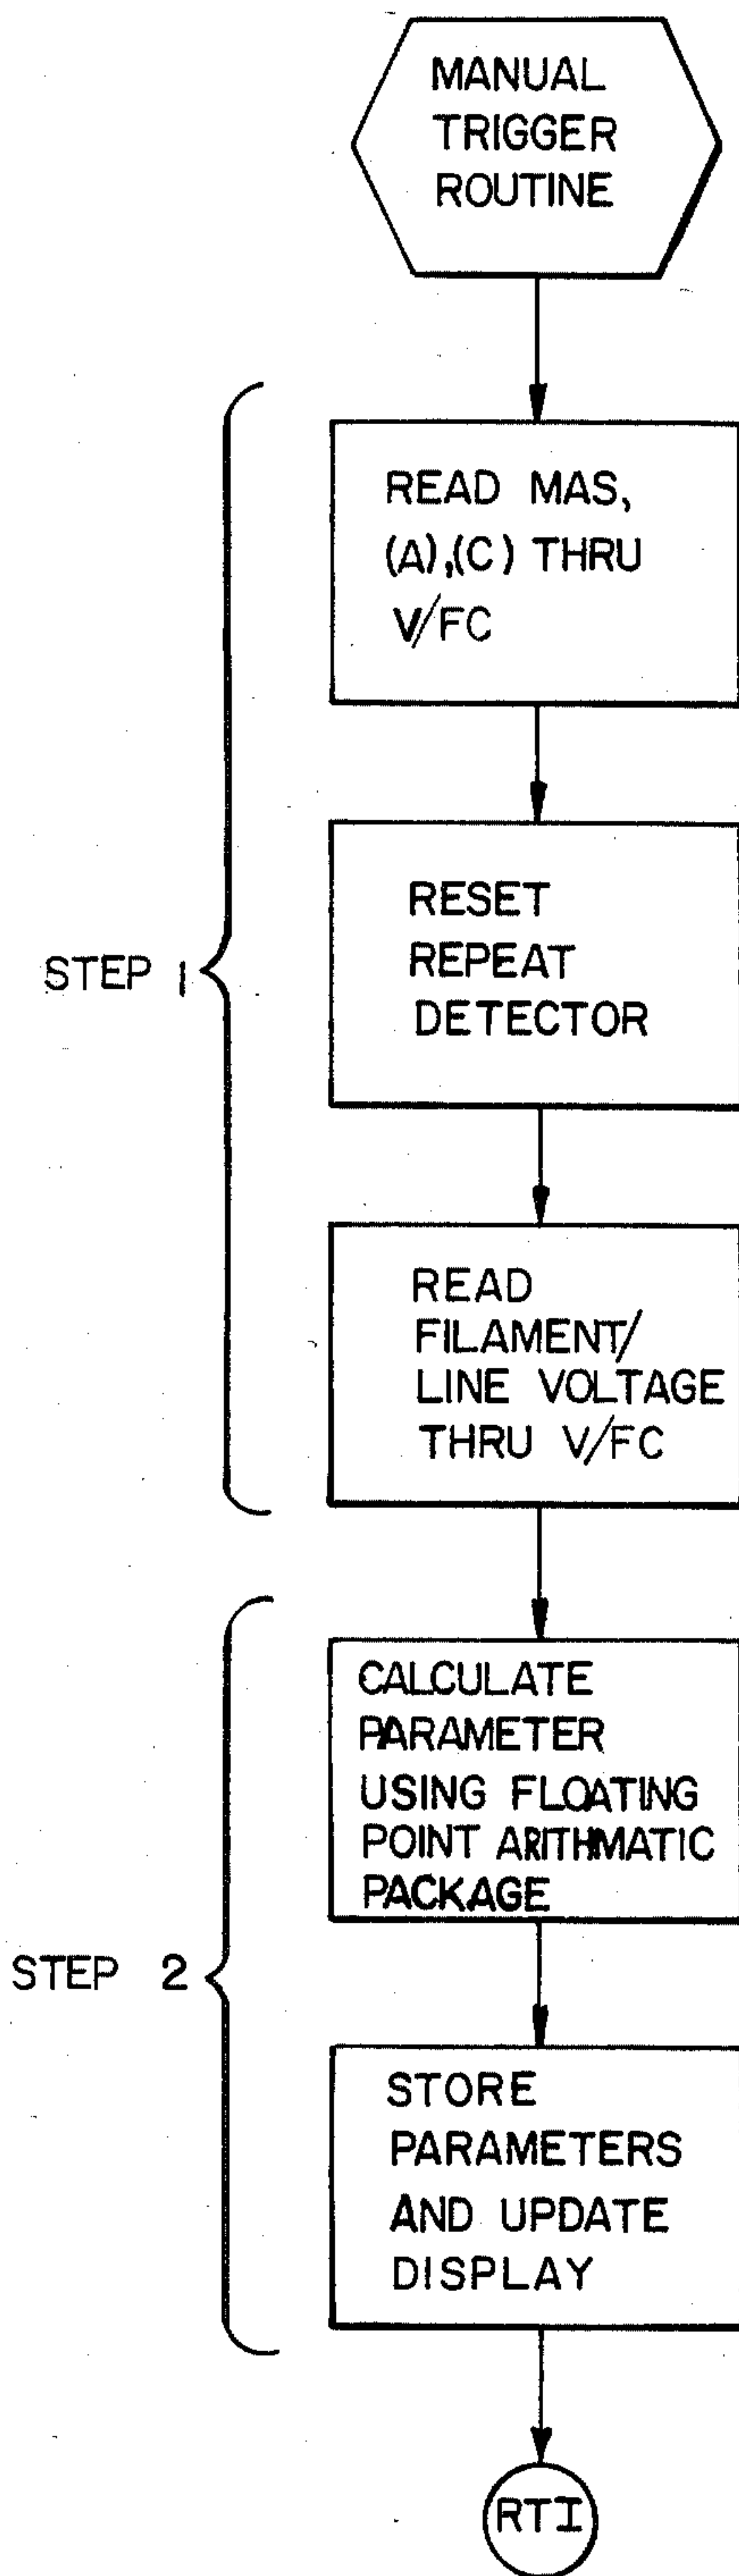 MANUAL
TRIGGER
ROUTINE
STEP 1
READ MAS,
(A),(C) THRU
V/FC
RESET
REPEAT
DETECTOR
READ
FILAMENT/
LINE VOLTAGE
THRU V/FC
STEP 2
CALCULATE
PARAMETER
USING FLOATING
POINT ARITHMATIC
PACKAGE
STORE
PARAMETERS
AND UPDATE
DISPLAY
RTI